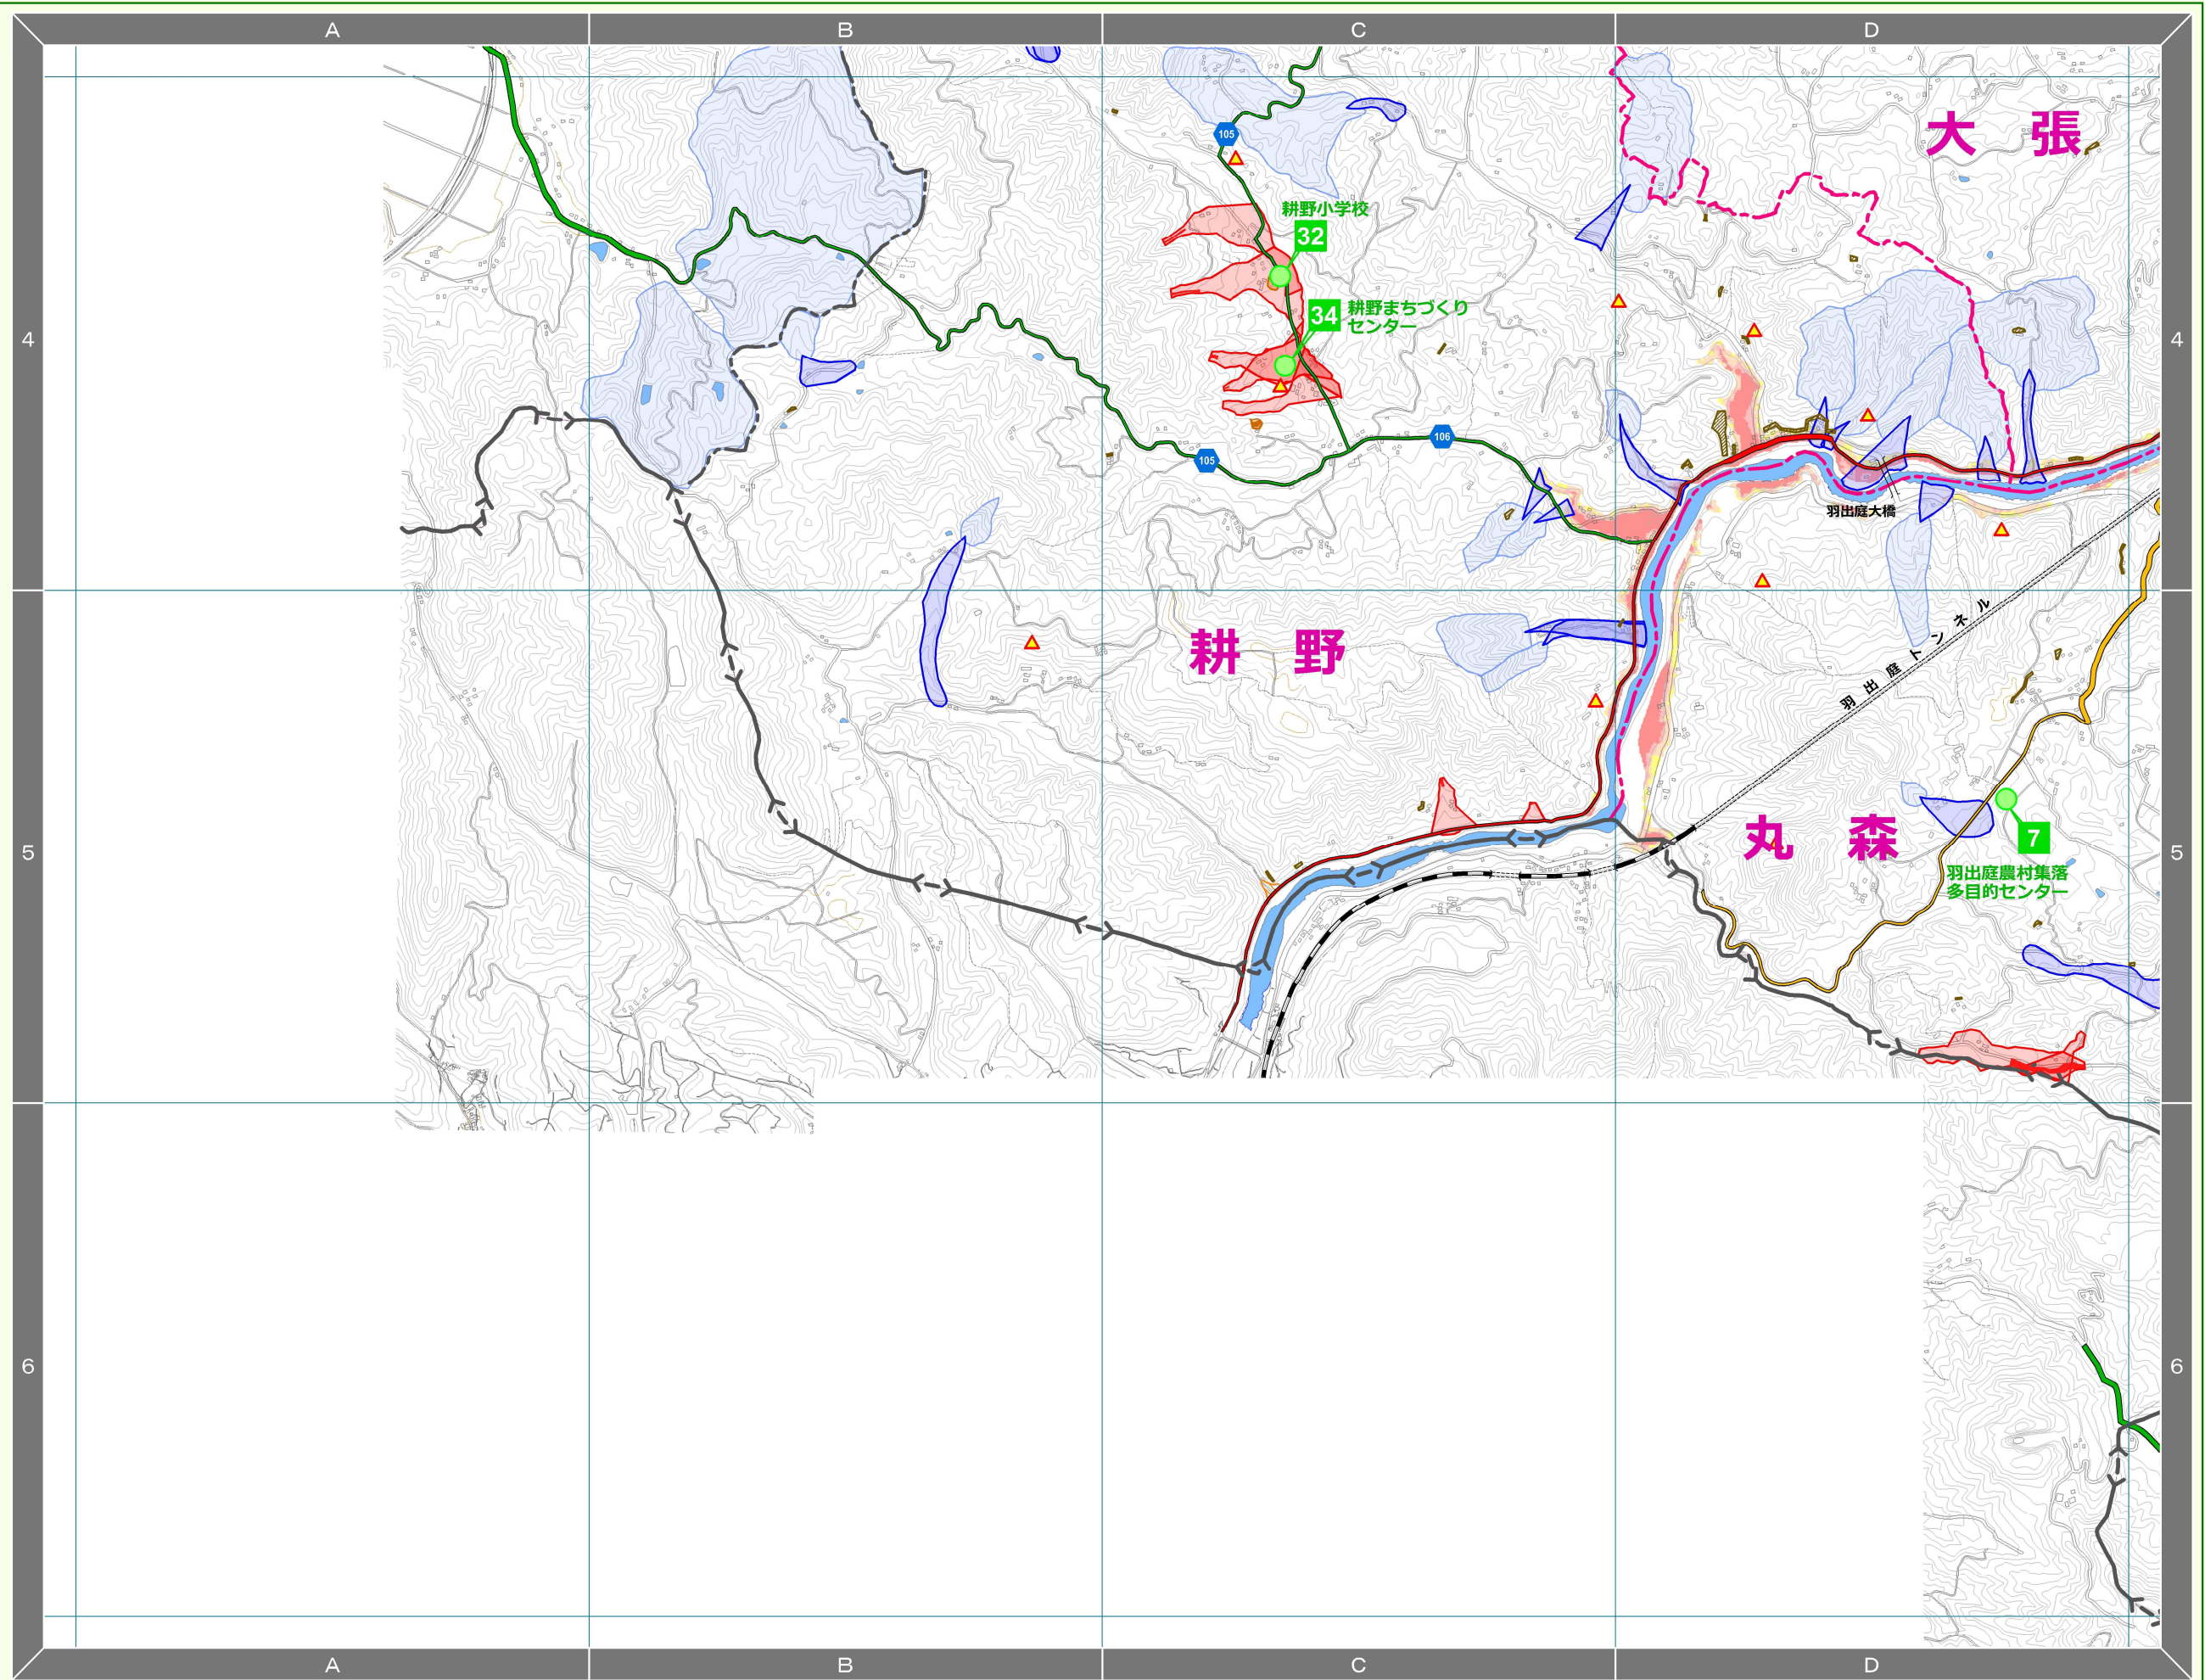 A
B
C
D
105
大張
耕野小学校
32
34
耕野まちづくり
センター
4
4
106
105
羽出庭大橋
羽出庭トンネル
耕野
丸森
7
5
5
羽出庭農村集落
多目的センター
6
6
A
B
C
D